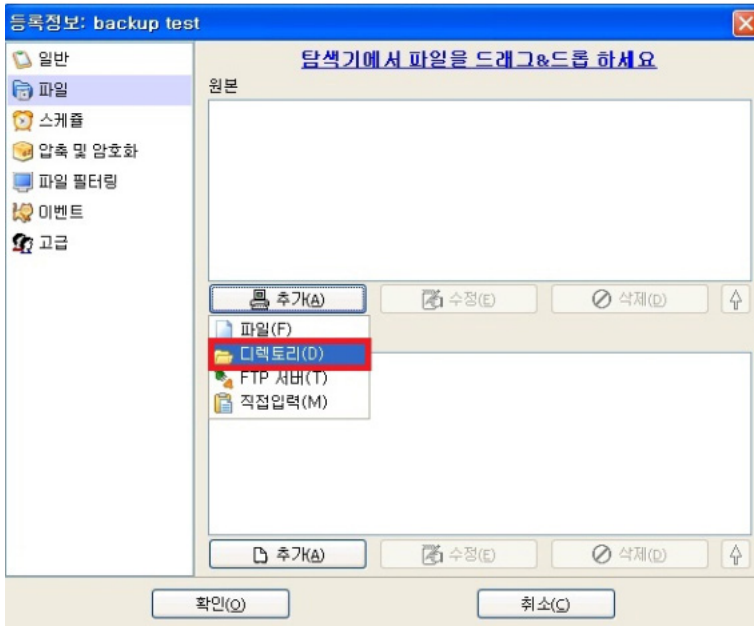 등록정보: backup test
일반
파일
스케쥴
압축 및 암호화
파일 필터링
이벤트
고급
탐색기에서 파일을 드래그&드롭 하세요
원본
추가(A)
수정(E)
삭제(D)
파일(F)
디렉토리(D)
FTP 서버(T)
직접입력(M)
추가(A)
수정(E)
삭제(D)
확인(O)
취소(C)